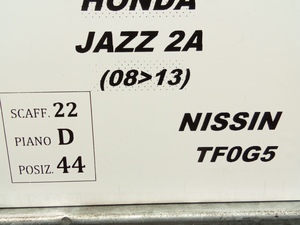 HONDA
JAZZ 2A
(08>13)
SCAFF. 22
PIANO D
POSIZ. 44
NISSIN
TF0G5